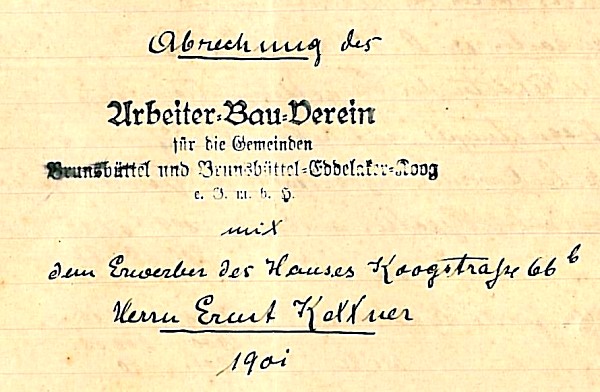 Abrechnung des
Arbeiter-Bau-Verein
für die Gemeinden
Brunsbüttel und Brunsbüttel-Eddelaker-Koog
e. G. m. b. H.
mit
dem Erwerber des Hauses Koogstraße 66 b
Herrn Ernst Kettner
1901